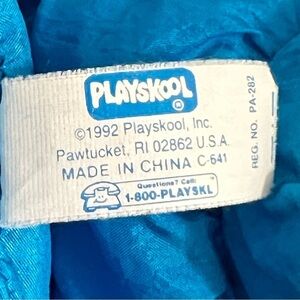 PLAYSKOOL
©1992 Playskool, Inc.
Pawtucket, RI 02862 U.S.A.
MADE IN CHINA C-641
Questions? Call:
1-800-PLAYSKL
REG. NO. PA-282